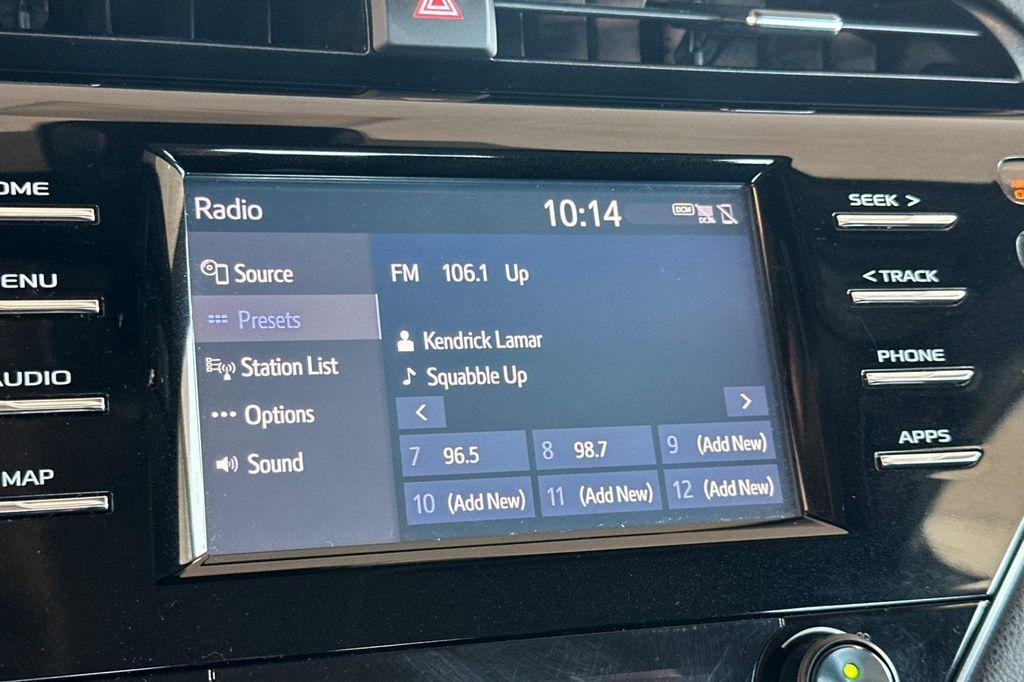 Radio
10:14
DCM
DCM
Source
Presets
Station List
Options
Sound
FM 106.1 Up
Kendrick Lamar
Squabble Up
<
>
7 96.5
8 98.7
9 (Add New)
10 (Add New)
11 (Add New)
12 (Add New)
OME
ENU
AUDIO
MAP
SEEK >
< TRACK
PHONE
APPS